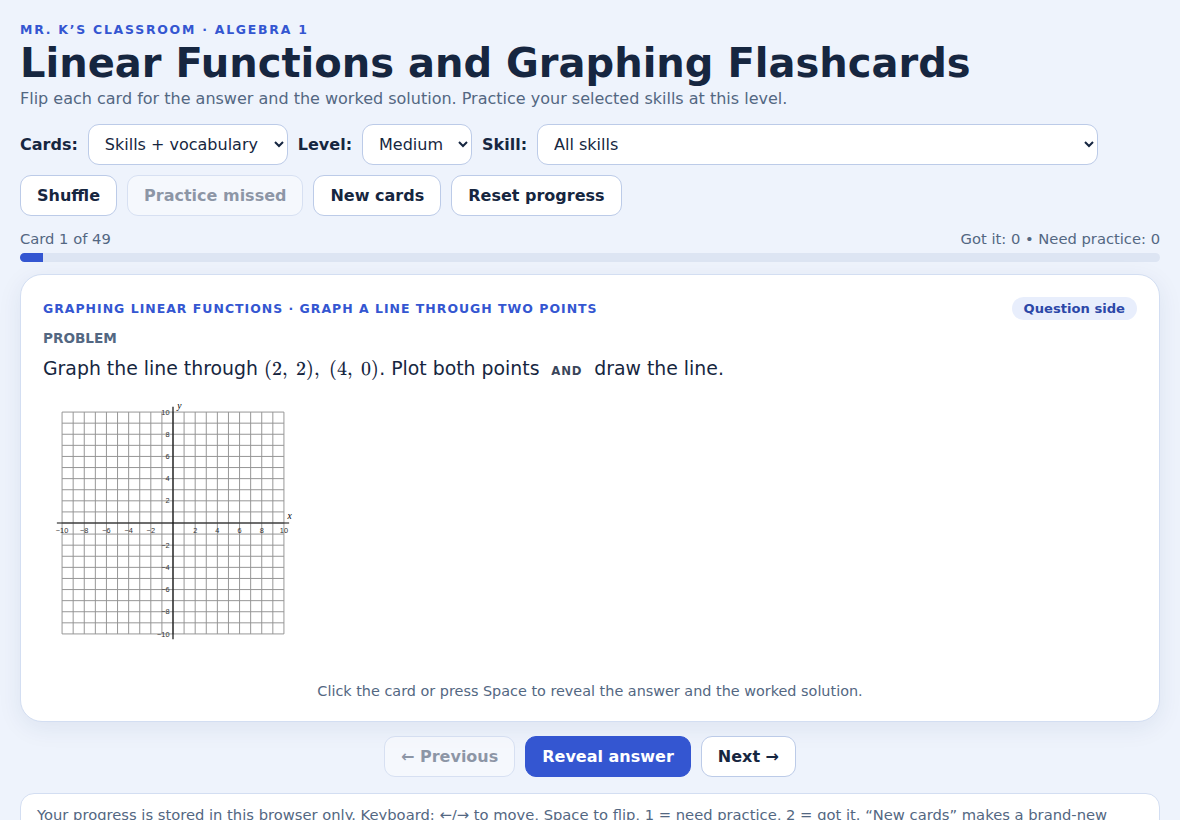 MR. K’S CLASSROOM · ALGEBRA 1
Linear Functions and Graphing Flashcards
Flip each card for the answer and the worked solution. Practice your selected skills at this level.
Cards: Skills + vocabulary Level: Medium Skill: All skills
Shuffle Practice missed New cards Reset progress
Card 1 of 49 Got it: 0 • Need practice: 0
GRAPHING LINEAR FUNCTIONS · GRAPH A LINE THROUGH TWO POINTS Question side
PROBLEM
Graph the line through (2, 2), (4, 0). Plot both points AND draw the line.
y
10
8
6
4
2
x
−10 −8 −6 −4 −2 2 4 6 8 10
−2
−4
−6
−8
−10
Click the card or press Space to reveal the answer and the worked solution.
← Previous Reveal answer Next →
Your progress is stored in this browser only. Keyboard: ←/→ to move, Space to flip, 1 = need practice, 2 = got it. “New cards” makes a brand-new